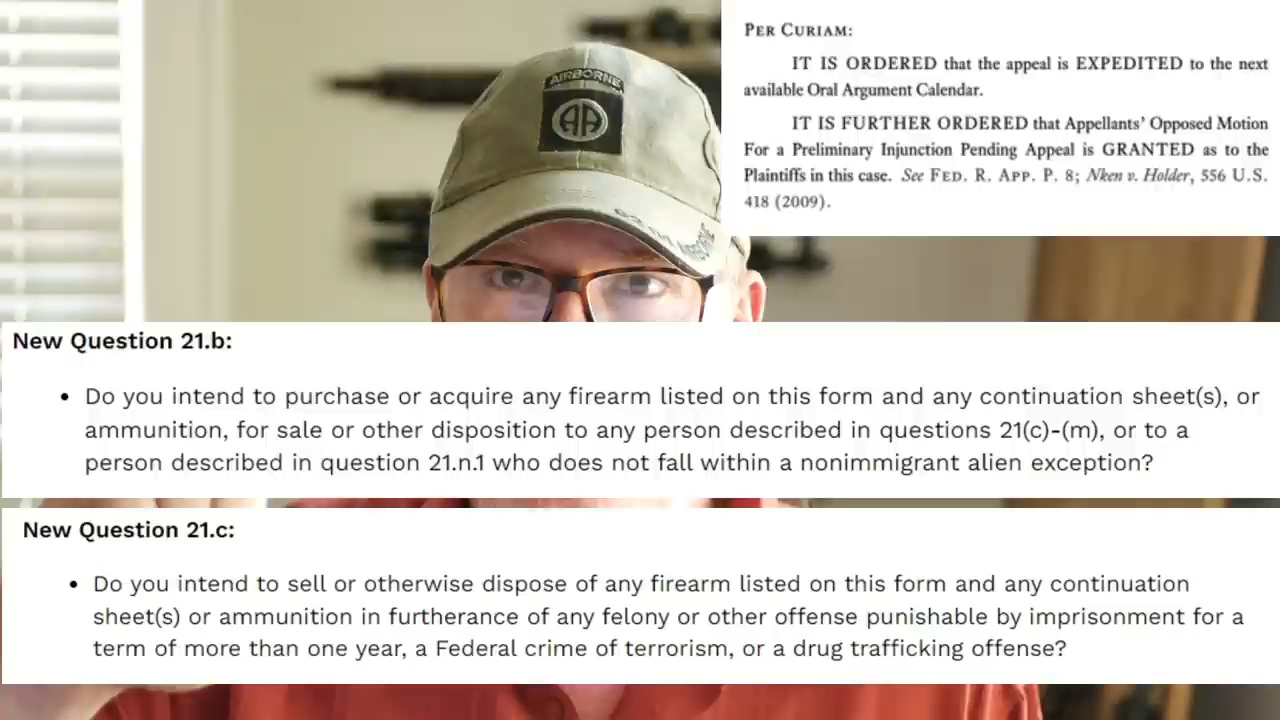 AIRBORNE
AA
PER CURIAM:
IT IS ORDERED that the appeal is EXPEDITED to the next
available Oral Argument Calendar.
IT IS FURTHER ORDERED that Appellants' Opposed Motion
For a Preliminary Injunction Pending Appeal is GRANTED as to the
Plaintiffs in this case. See FED. R. APP. P. 8; Nken v. Holder, 556 U.S.
418 (2009).
New Question 21.b:
• Do you intend to purchase or acquire any firearm listed on this form and any continuation sheet(s), or
ammunition, for sale or other disposition to any person described in questions 21(c)-(m), or to a
person described in question 21.n.1 who does not fall within a nonimmigrant alien exception?
New Question 21.c:
• Do you intend to sell or otherwise dispose of any firearm listed on this form and any continuation
sheet(s) or ammunition in furtherance of any felony or other offense punishable by imprisonment for a
term of more than one year, a Federal crime of terrorism, or a drug trafficking offense?